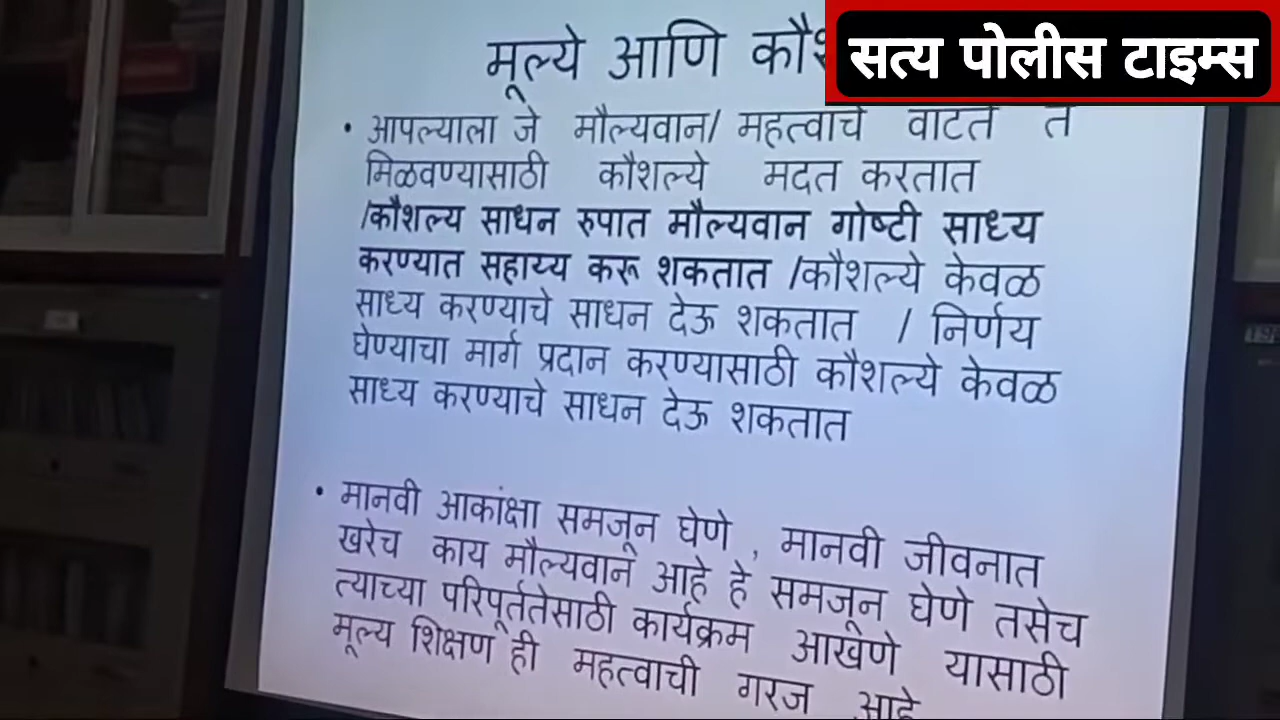 मूल्ये आणि
सत्य पोलीस टाइम्स
• आपल्याला जे मौल्यवान/ महत्वाचे वाटते ते
मिळवण्यासाठी कौशल्ये मदत करतात
/कौशल्य साधन रुपात मौल्यवान गोष्टी साध्य
करण्यात सहाय्य करू शकतात /कौशल्ये केवळ
साध्य करण्याचे साधन देऊ शकतात / निर्णय
घेण्याचा मार्ग प्रदान करण्यासाठी कौशल्ये केवळ
साध्य करण्याचे साधन देऊ शकतात
• मानवी आकांक्षा समजून घेणे , मानवी जीवनात
खरेच काय मौल्यवान आहे हे समजून घेणे तसेच
त्याच्या परिपूर्ततेसाठी कार्यक्रम आखणे यासाठी
मूल्य शिक्षण ही महत्वाची गरज आहे